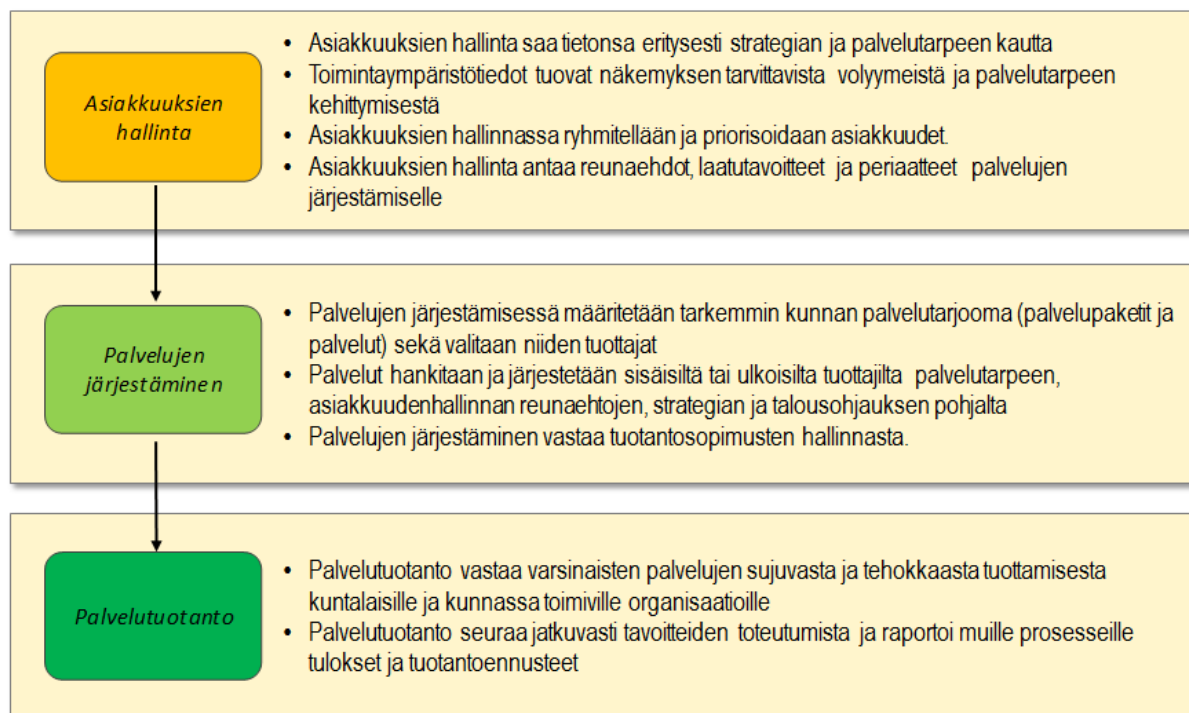 Asiakkuuksien
hallinta
• Asiakkuuksien hallinta saa tietonsa eritysesti strategian ja palvelutarpeen kautta
• Toimintaympäristötiedot tuovat näkemyksen tarvittavista volyymeistä ja palvelutarpeen
kehittymisestä
• Asiakkuuksien hallinnassa ryhmitellään ja priorisoidaan asiakkuudet.
• Asiakkuuksien hallinta antaa reunaehdot, laatutavoitteet ja periaatteet palvelujen
järjestämiselle
Palvelujen
järjestäminen
• Palvelujen järjestämisessä määritetään tarkemmin kunnan palvelutarjooma (palvelupaketit ja
palvelut) sekä valitaan niiden tuottajat
• Palvelut hankitaan ja järjestetään sisäisiltä tai ulkoisilta tuottajilta palvelutarpeen,
asiakkuudenhallinnan reunaehtojen, strategian ja talousohjauksen pohjalta
• Palvelujen järjestäminen vastaa tuotantosopimusten hallinnasta.
Palvelutuotanto
• Palvelutuotanto vastaa varsinaisten palvelujen sujuvasta ja tehokkaasta tuottamisesta
kuntalaisille ja kunnassa toimiville organisaatioille
• Palvelutuotanto seuraa jatkuvasti tavoitteiden toteutumista ja raportoi muille prosesseille
tulokset ja tuotantoennusteet